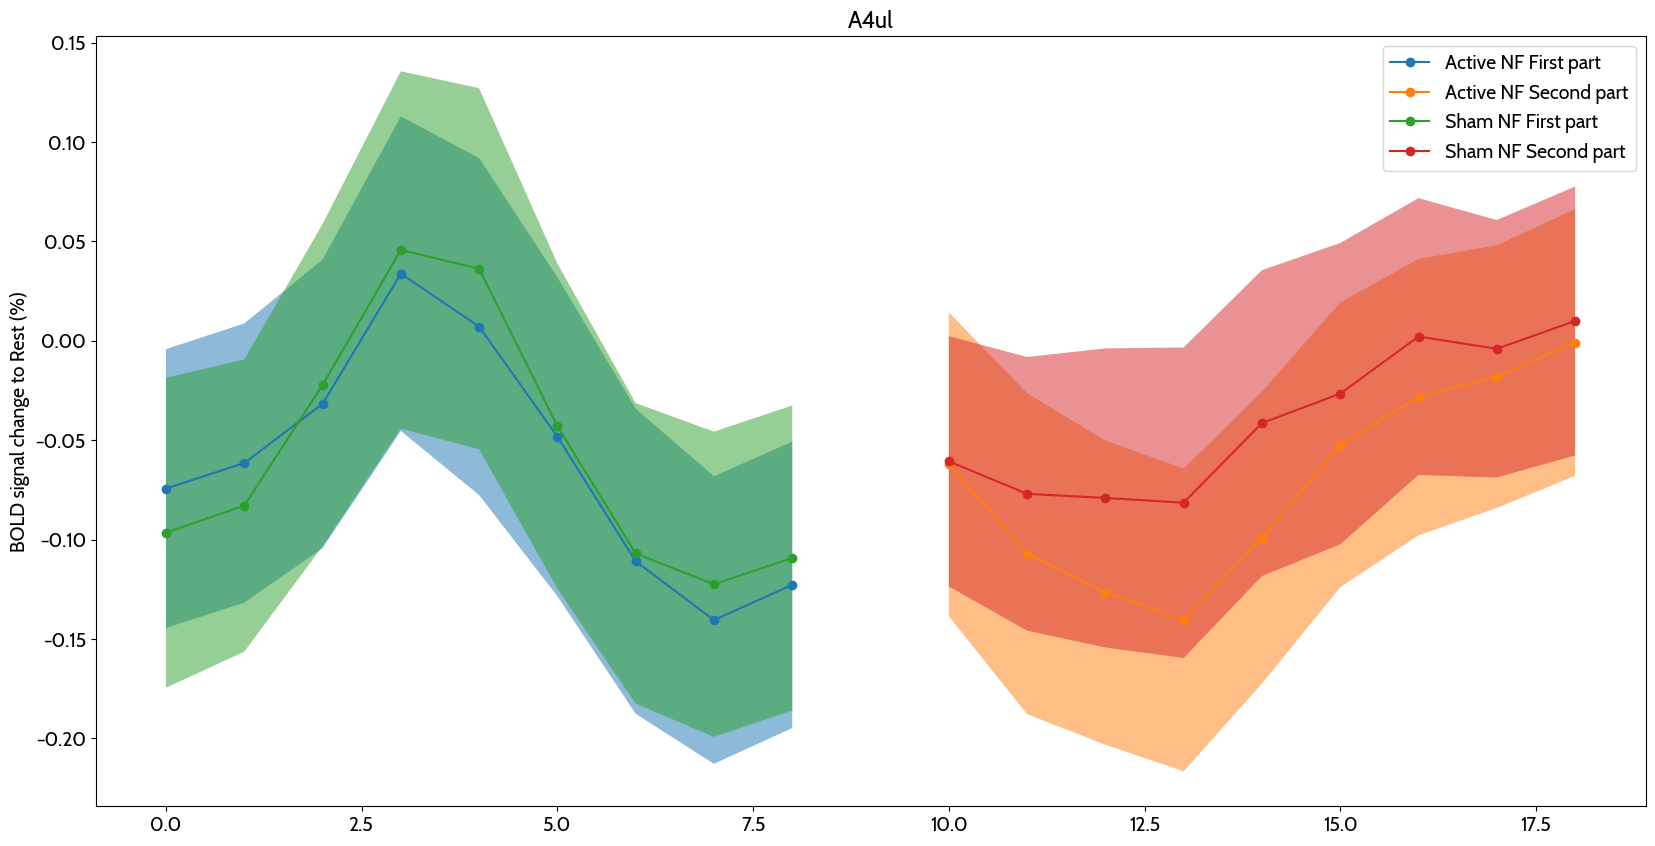 A4ul
BOLD signal change to Rest (%)
0.15
0.10
0.05
0.00
−0.05
−0.10
−0.15
−0.20
0.0 2.5 5.0 7.5 10.0 12.5 15.0 17.5
Active NF First part
Active NF Second part
Sham NF First part
Sham NF Second part